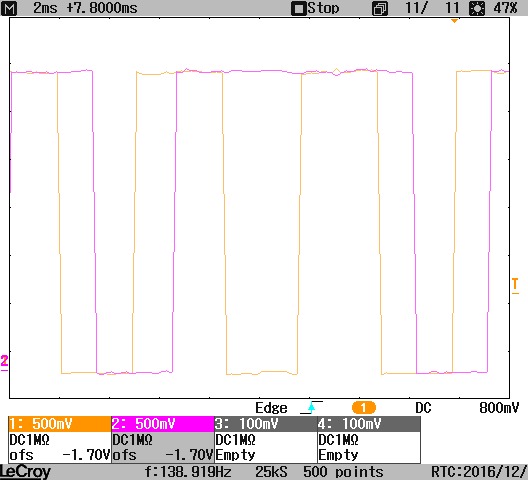 M 2ms +7.8000ms Stop 11/ 11 47%
T
2
Edge 1 DC 800mV
1: 500mV 2: 500mV 3: 100mV 4: 100mV
DC1MΩ DC1MΩ DC1MΩ DC1MΩ
ofs -1.70V ofs -1.70V Empty Empty
LeCroy f:138.919Hz 25kS 500 points RTC:2016/12/